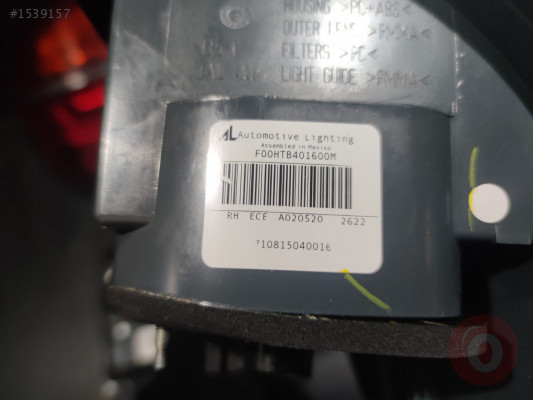 #1539157
HOUSING >PC+ABS<
OUTER LENS >PMMA<
FILTERS >PC<
LIGHT GUIDE >PMMA<
AL Automotive Lighting
Assembled in Mexico
F00HTB401600M
RH ECE A020520 2622
710815040016